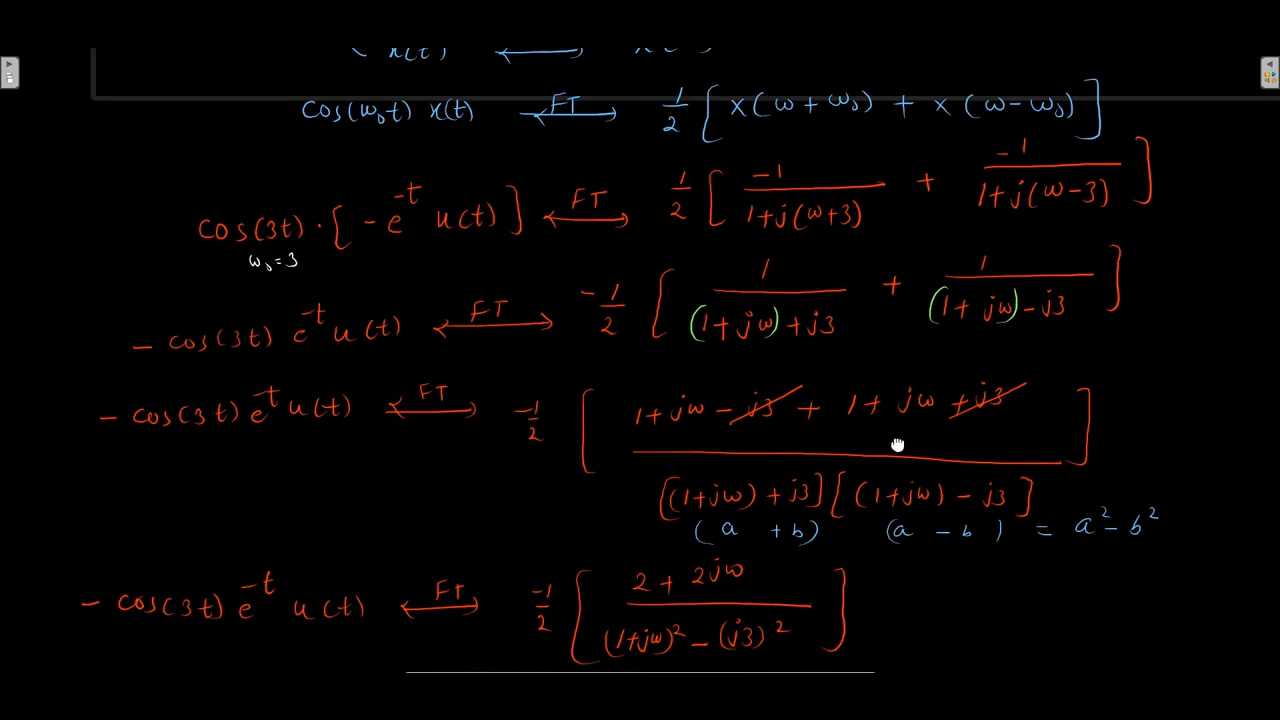 x(t) ⟷
cos(ω₀t) x(t) ⟷FT 1/2 [ X(ω + ω₀) + X(ω - ω₀) ]
cos(3t) · [ - e^-t u(t) ] ⟷FT 1/2 [ -1/(1+j(ω+3)) + -1/(1+j(ω-3)) ]
ω₀ = 3
- cos(3t) e^-t u(t) ⟷FT -1/2 [ 1/((1+jω)+j3) + 1/((1+jω)-j3) ]
- cos(3t) e^-t u(t) ⟷FT -1/2 [ (1+jω - j3 + 1+jω + j3)/([(1+jω)+j3][(1+jω)-j3]) ]
(a + b) (a - b) = a² - b²
- cos(3t) e^-t u(t) ⟷FT -1/2 [ (2+2jω)/((1+jω)² - (j3)²) ]